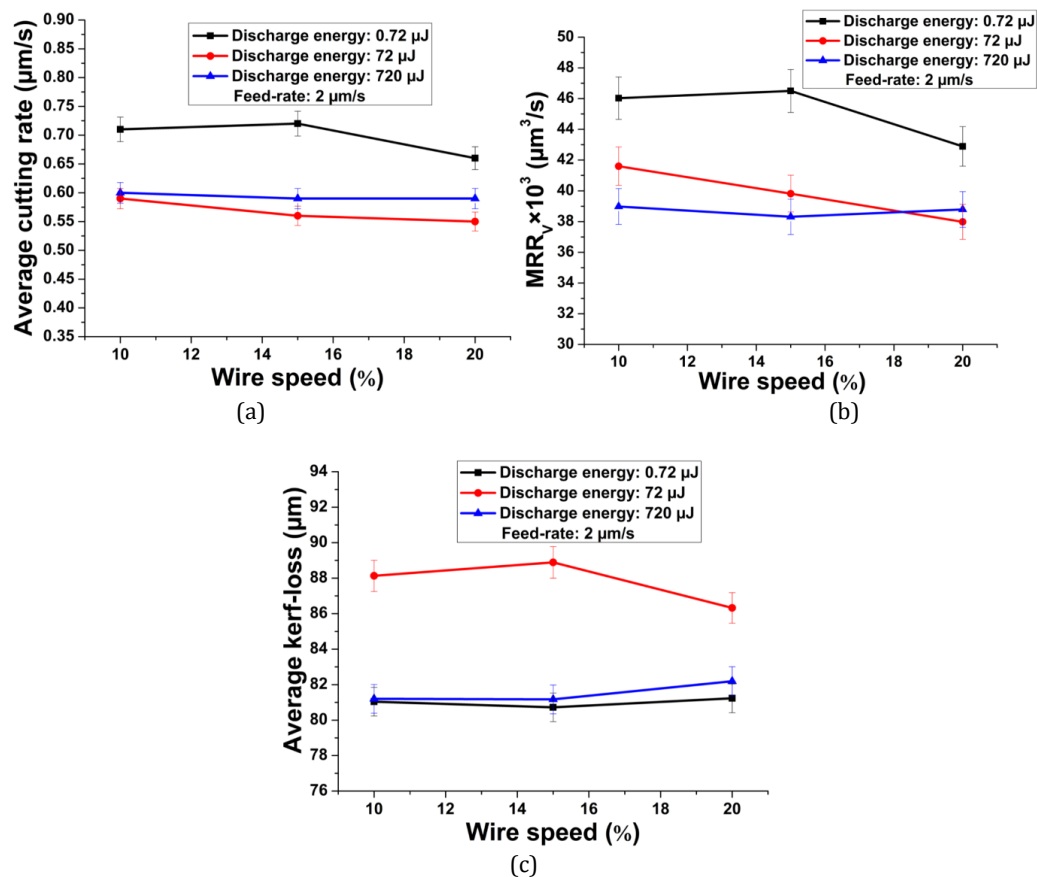 Discharge energy: 0.72 µJ
Discharge energy: 72 µJ
Discharge energy: 720 µJ
Feed-rate: 2 µm/s
Average cutting rate (µm/s)
0.90
0.85
0.80
0.75
0.70
0.65
0.60
0.55
0.50
0.45
0.40
0.35
10 12 14 16 18 20
Wire speed (%)
(a)
Discharge energy: 0.72 µJ
Discharge energy: 72 µJ
Discharge energy: 720 µJ
Feed-rate: 2 µm/s
MRRv×10³ (µm³/s)
50
48
46
44
42
40
38
36
34
32
30
10 12 14 16 18 20
Wire speed (%)
(b)
Discharge energy: 0.72 µJ
Discharge energy: 72 µJ
Discharge energy: 720 µJ
Feed-rate: 2 µm/s
Average kerf-loss (µm)
94
92
90
88
86
84
82
80
78
76
10 12 14 16 18 20
Wire speed (%)
(c)